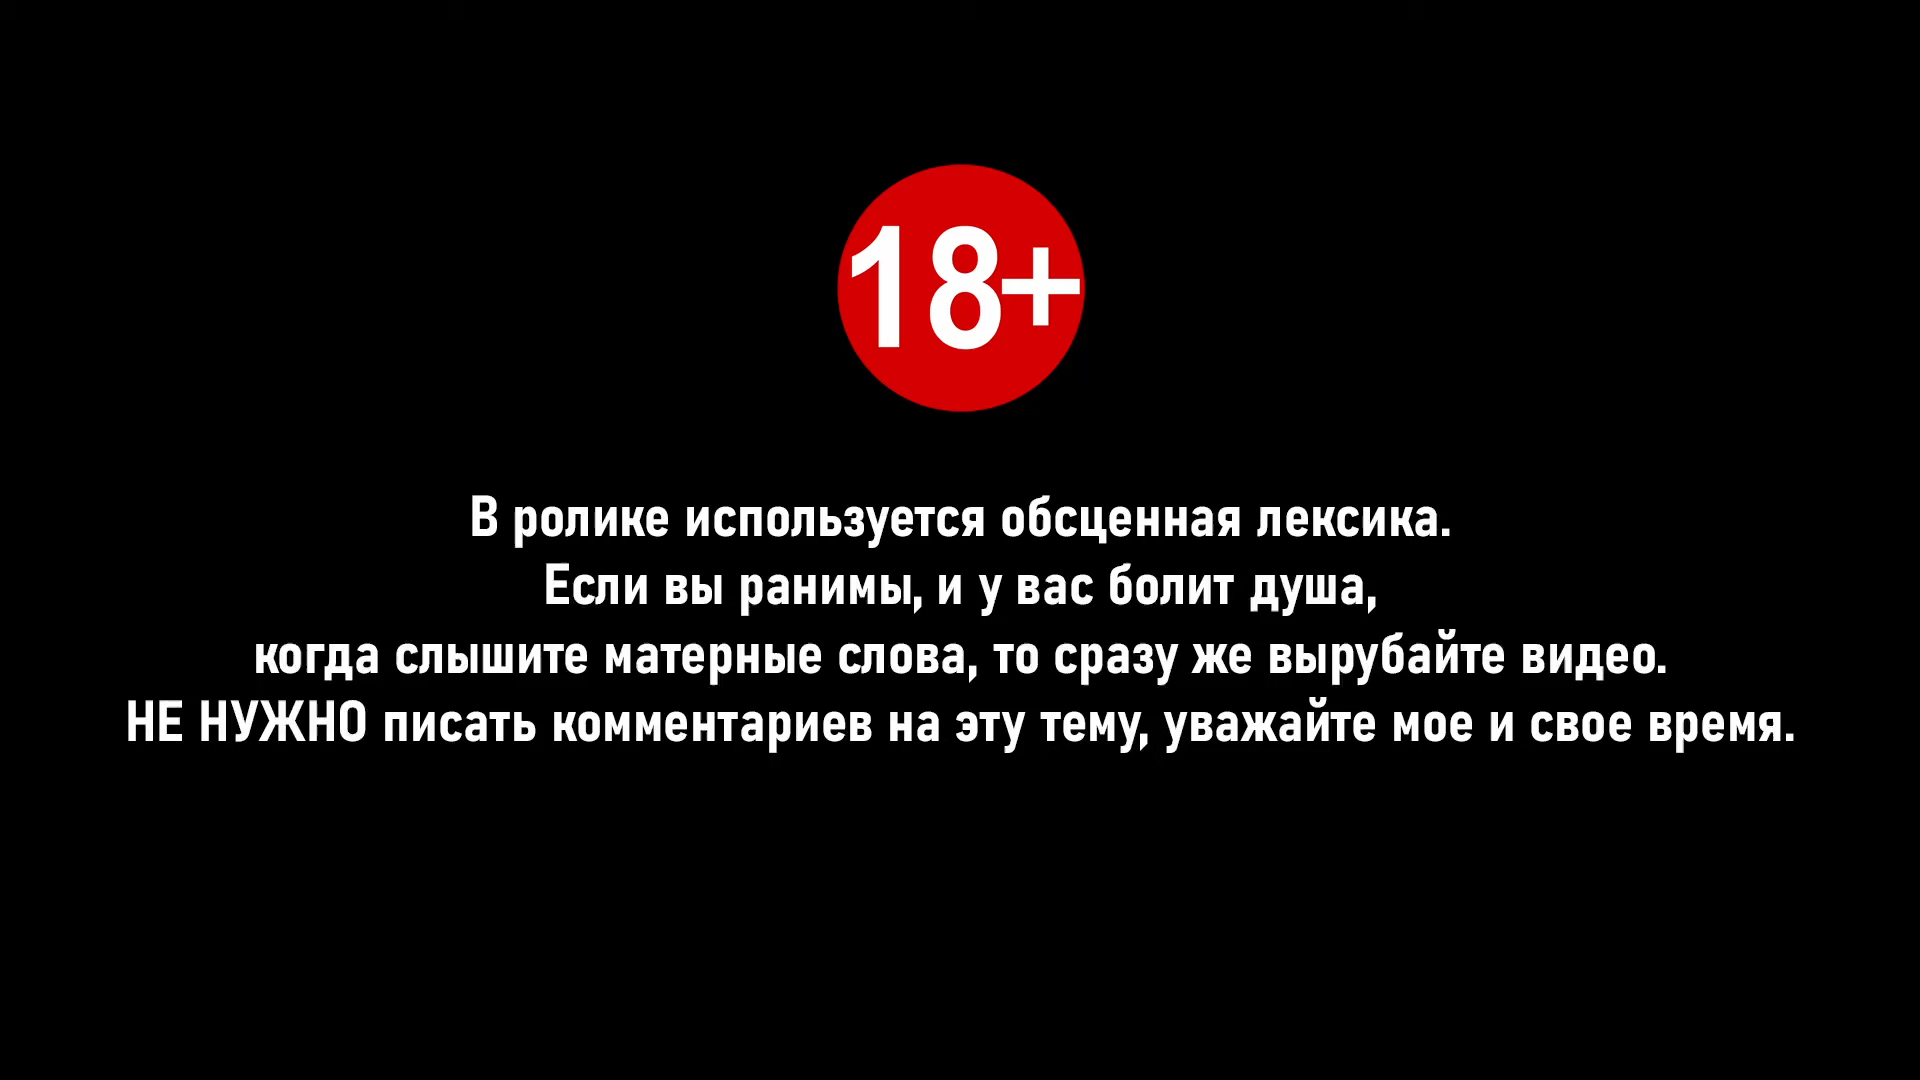 18+
В ролике используется обсценная лексика.
Если вы ранимы, и у вас болит душа,
когда слышите матерные слова, то сразу же вырубайте видео.
НЕ НУЖНО писать комментариев на эту тему, уважайте мое и свое время.